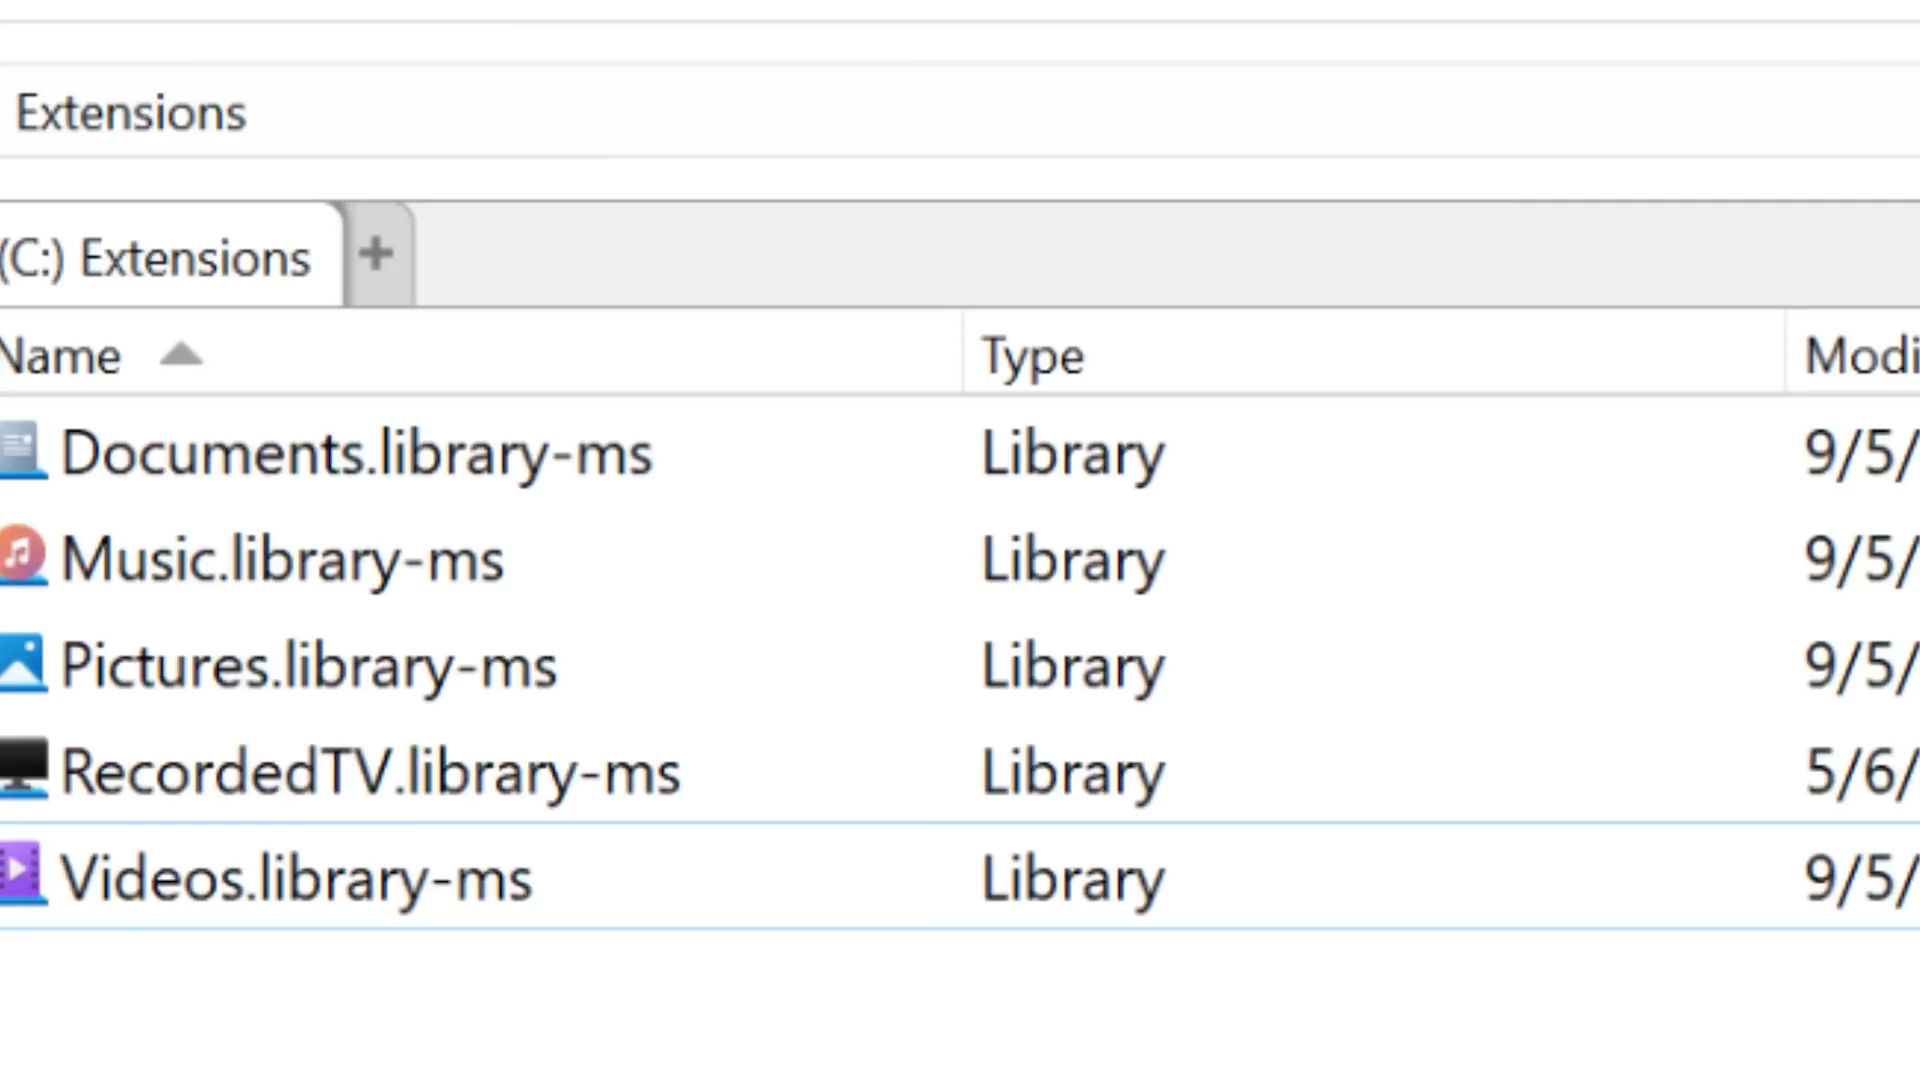 Extensions
(C:) Extensions +
Name Type Modi
Documents.library-ms Library 9/5/
Music.library-ms Library 9/5/
Pictures.library-ms Library 9/5/
RecordedTV.library-ms Library 5/6/
Videos.library-ms Library 9/5/